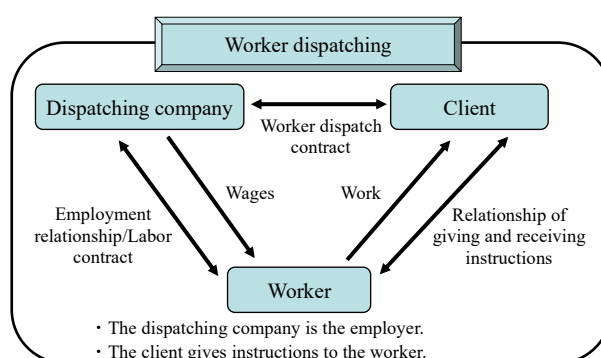 Worker dispatching
Dispatching company
Client
Worker dispatch
contract
Wages
Work
Employment
relationship/Labor
contract
Relationship of
giving and receiving
instructions
Worker
・The dispatching company is the employer.
・The client gives instructions to the worker.